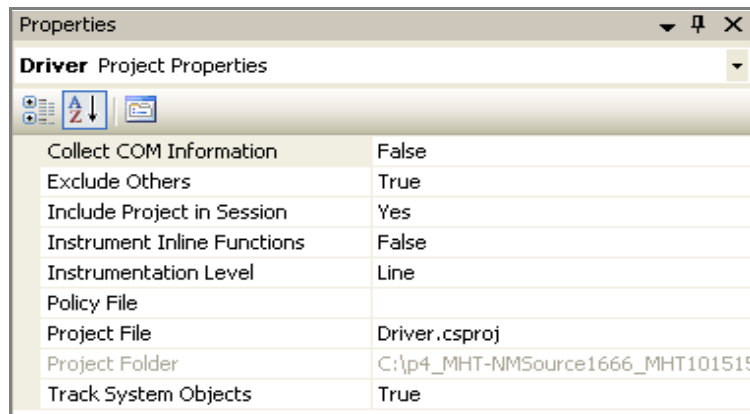 Properties
Driver Project Properties
A Z
Collect COM Information False
Exclude Others True
Include Project in Session Yes
Instrument Inline Functions False
Instrumentation Level Line
Policy File
Project File Driver.csproj
Project Folder C:\p4_MHT-NMSource1666_MHT101515
Track System Objects True